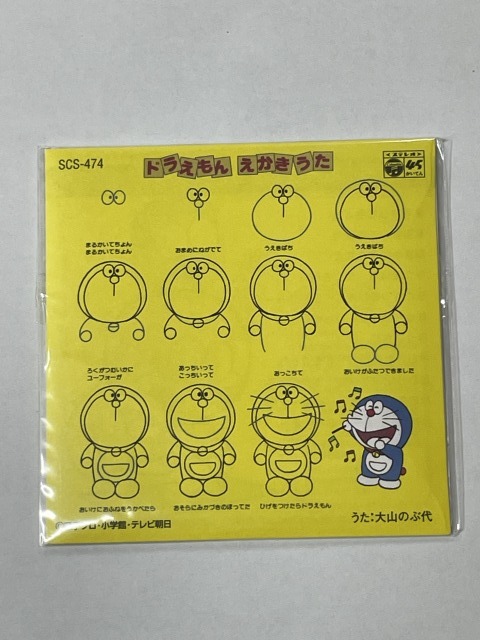 SCS-474
ドラえもん えかきうた
かいてん
まるかいてちょん
まるかいてちょん
おまめにねがでて
うえきばち
うえきばち
ろくがつむいかに
ユーフォーが
あっちいって
こっちいって
おっこちて
おいけがふたつできました
おいけにおふねをうかべたら
おそらにみかづきのぼってた
ひげをつけたらドラえもん
プロ・小学館・テレビ朝日
うた:大山のぶ代